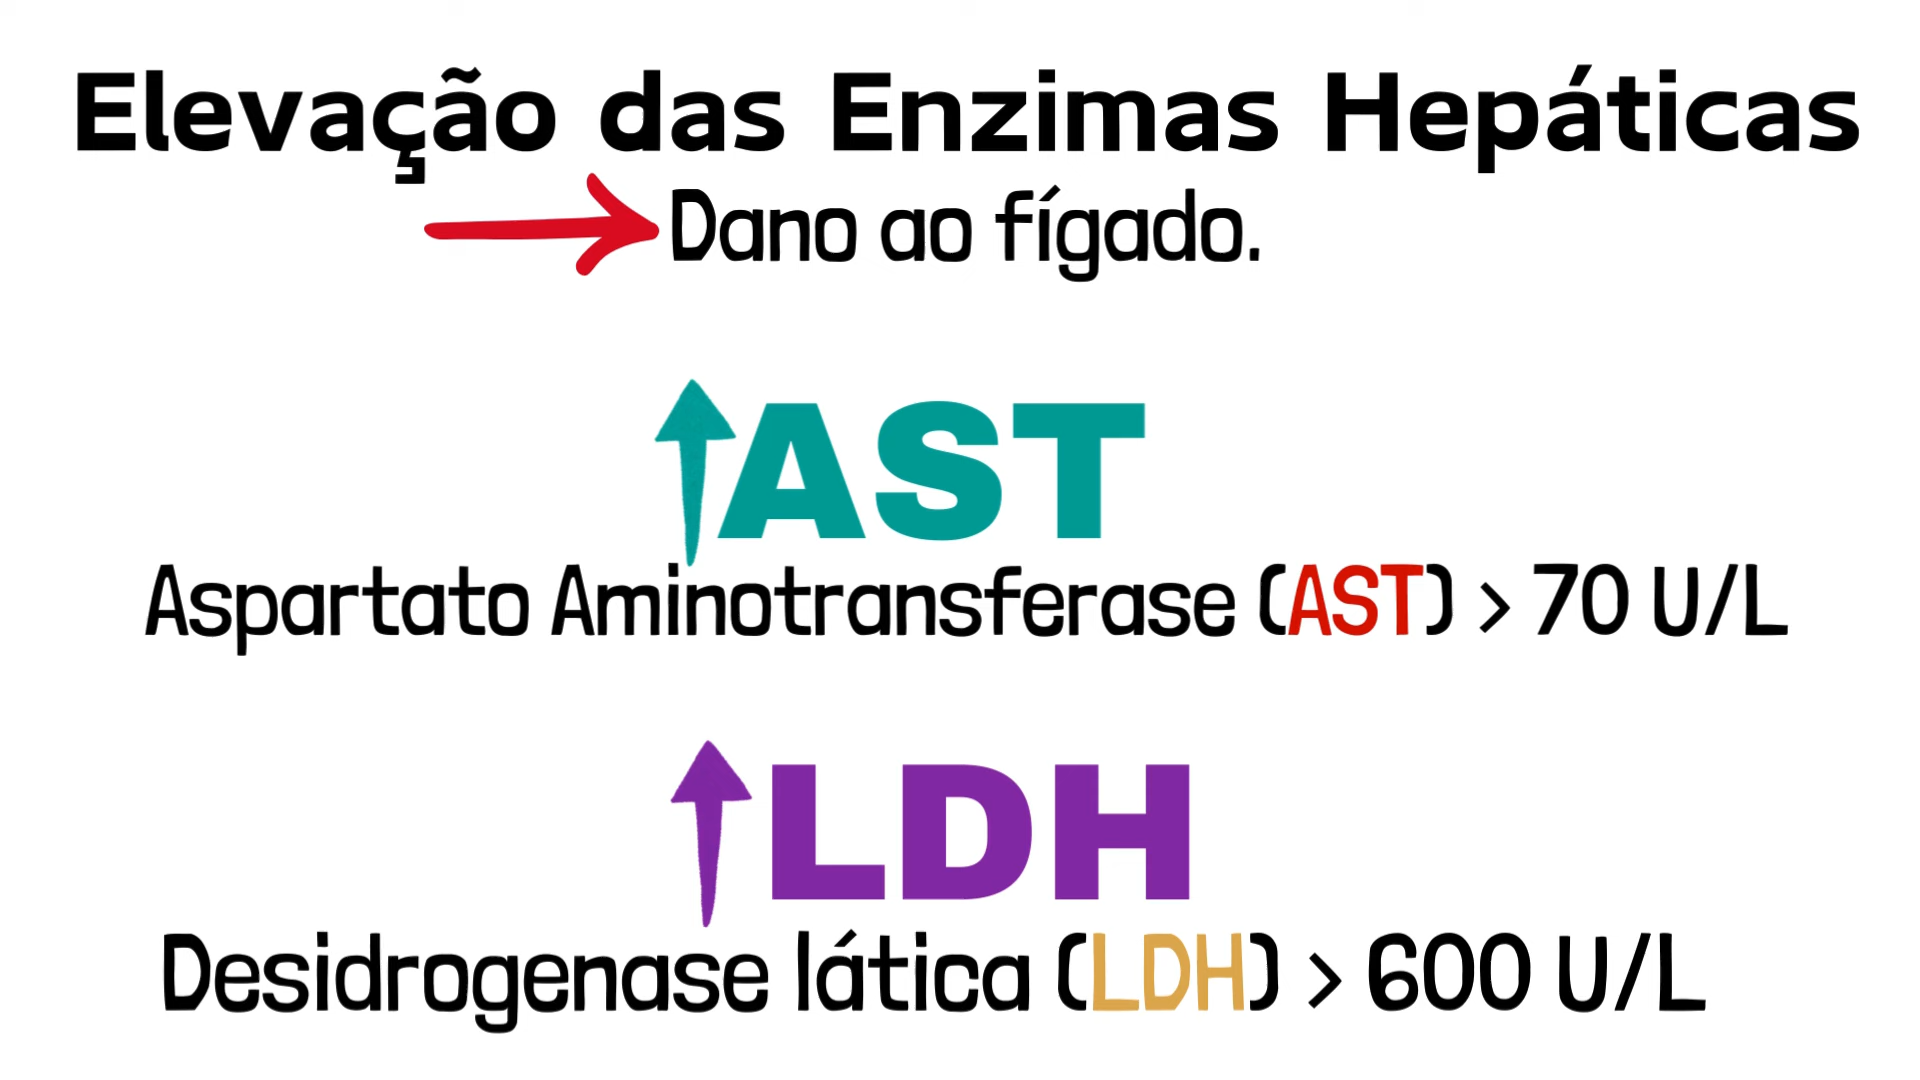 Elevação das Enzimas Hepáticas
Dano ao fígado.
AST
Aspartato Aminotransferase (AST) > 70 U/L
LDH
Desidrogenase lática (LDH) > 600 U/L